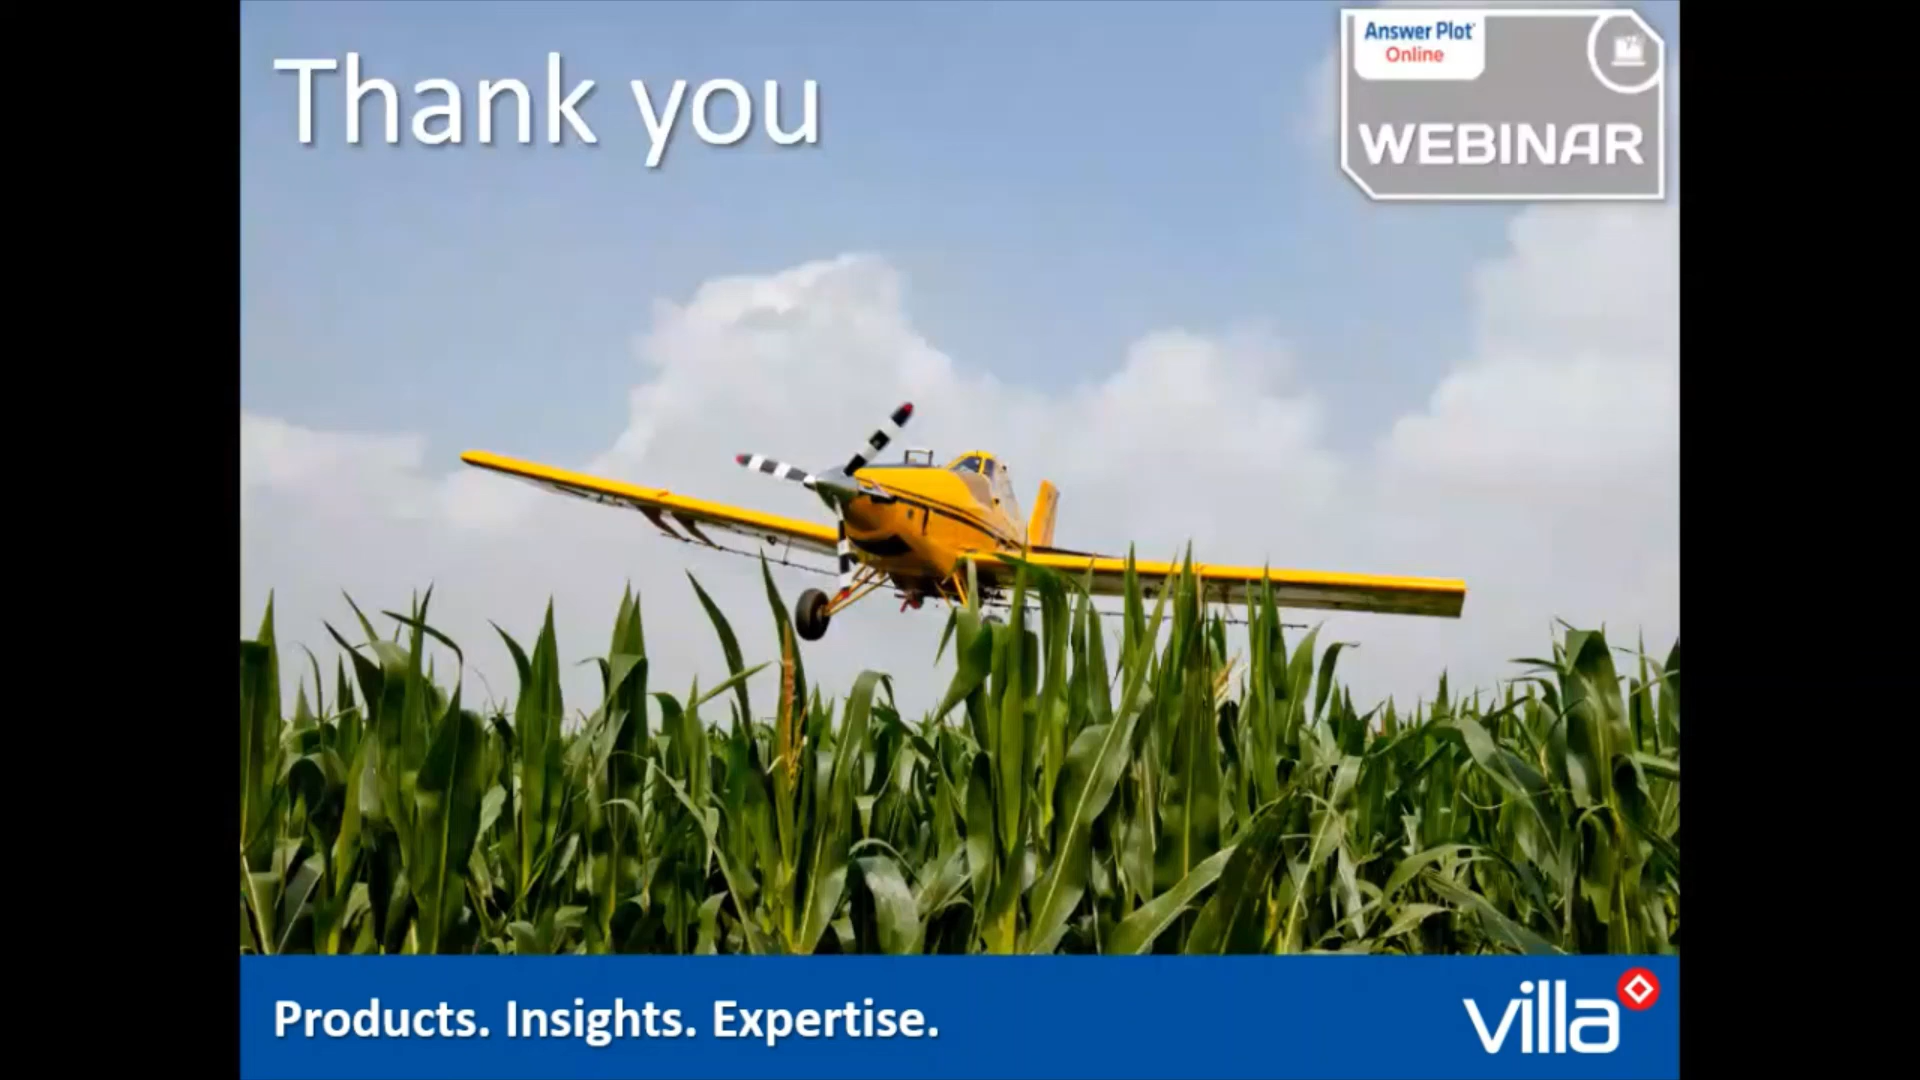 Thank you
Answer Plot®
Online
WEBINAR
Products. Insights. Expertise.
villa